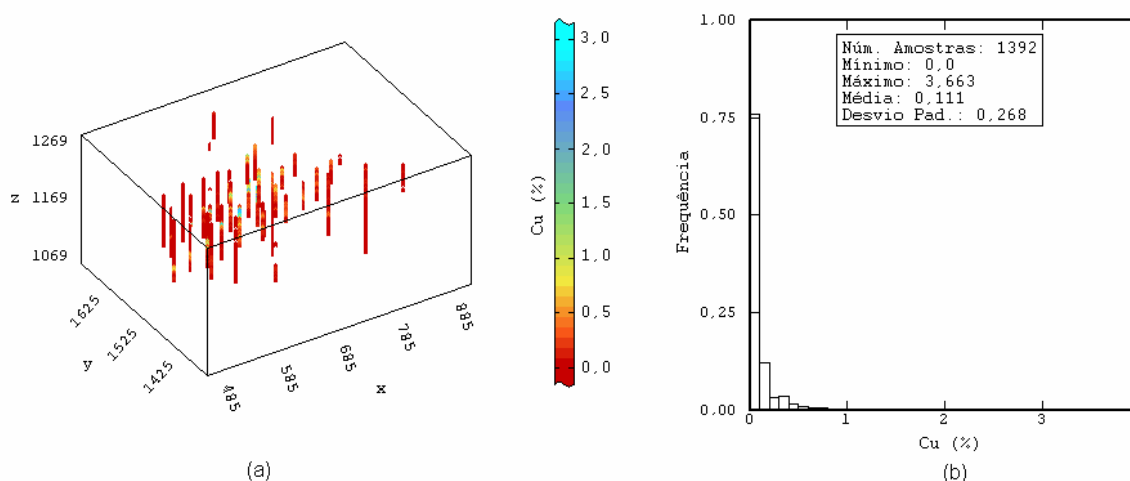 1269
1169
z
1069
1625
1525
1425
y
485
585
685
785
885
x
(a)
Cu (%)
3,0
2,5
2,0
1,5
1,0
0,5
0,0
1.00
0.75
0.50
0.25
0.00
Frequência
Núm. Amostras: 1392
Mínimo: 0,0
Máximo: 3,663
Média: 0,111
Desvio Pad.: 0,268
0
1
2
3
Cu (%)
(b)